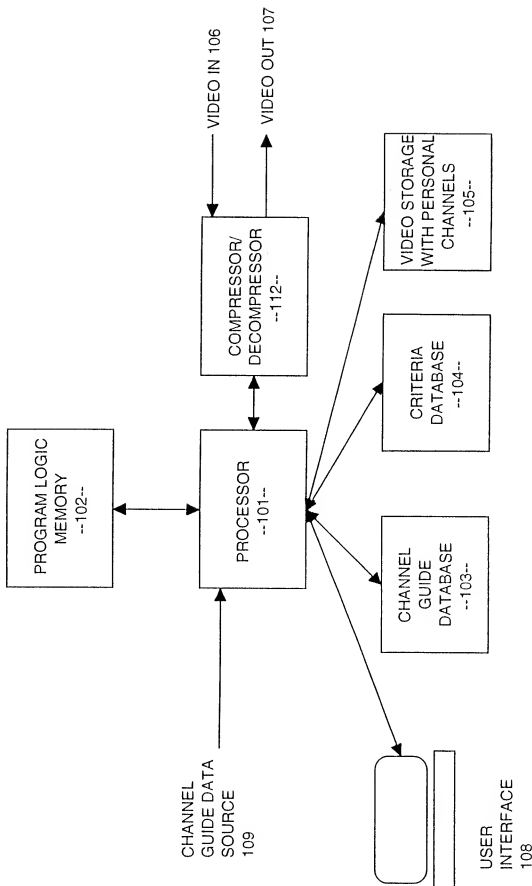 PROGRAM LOGIC
MEMORY
--102--
VIDEO IN 106
VIDEO OUT 107
COMPRESSOR/
DECOMPRESSOR
--112--
PROCESSOR
--101--
CHANNEL
GUIDE DATA
SOURCE
109
USER
INTERFACE
108
CHANNEL
GUIDE
DATABASE
--103--
CRITERIA
DATABASE
--104--
VIDEO STORAGE
WITH PERSONAL
CHANNELS
--105--